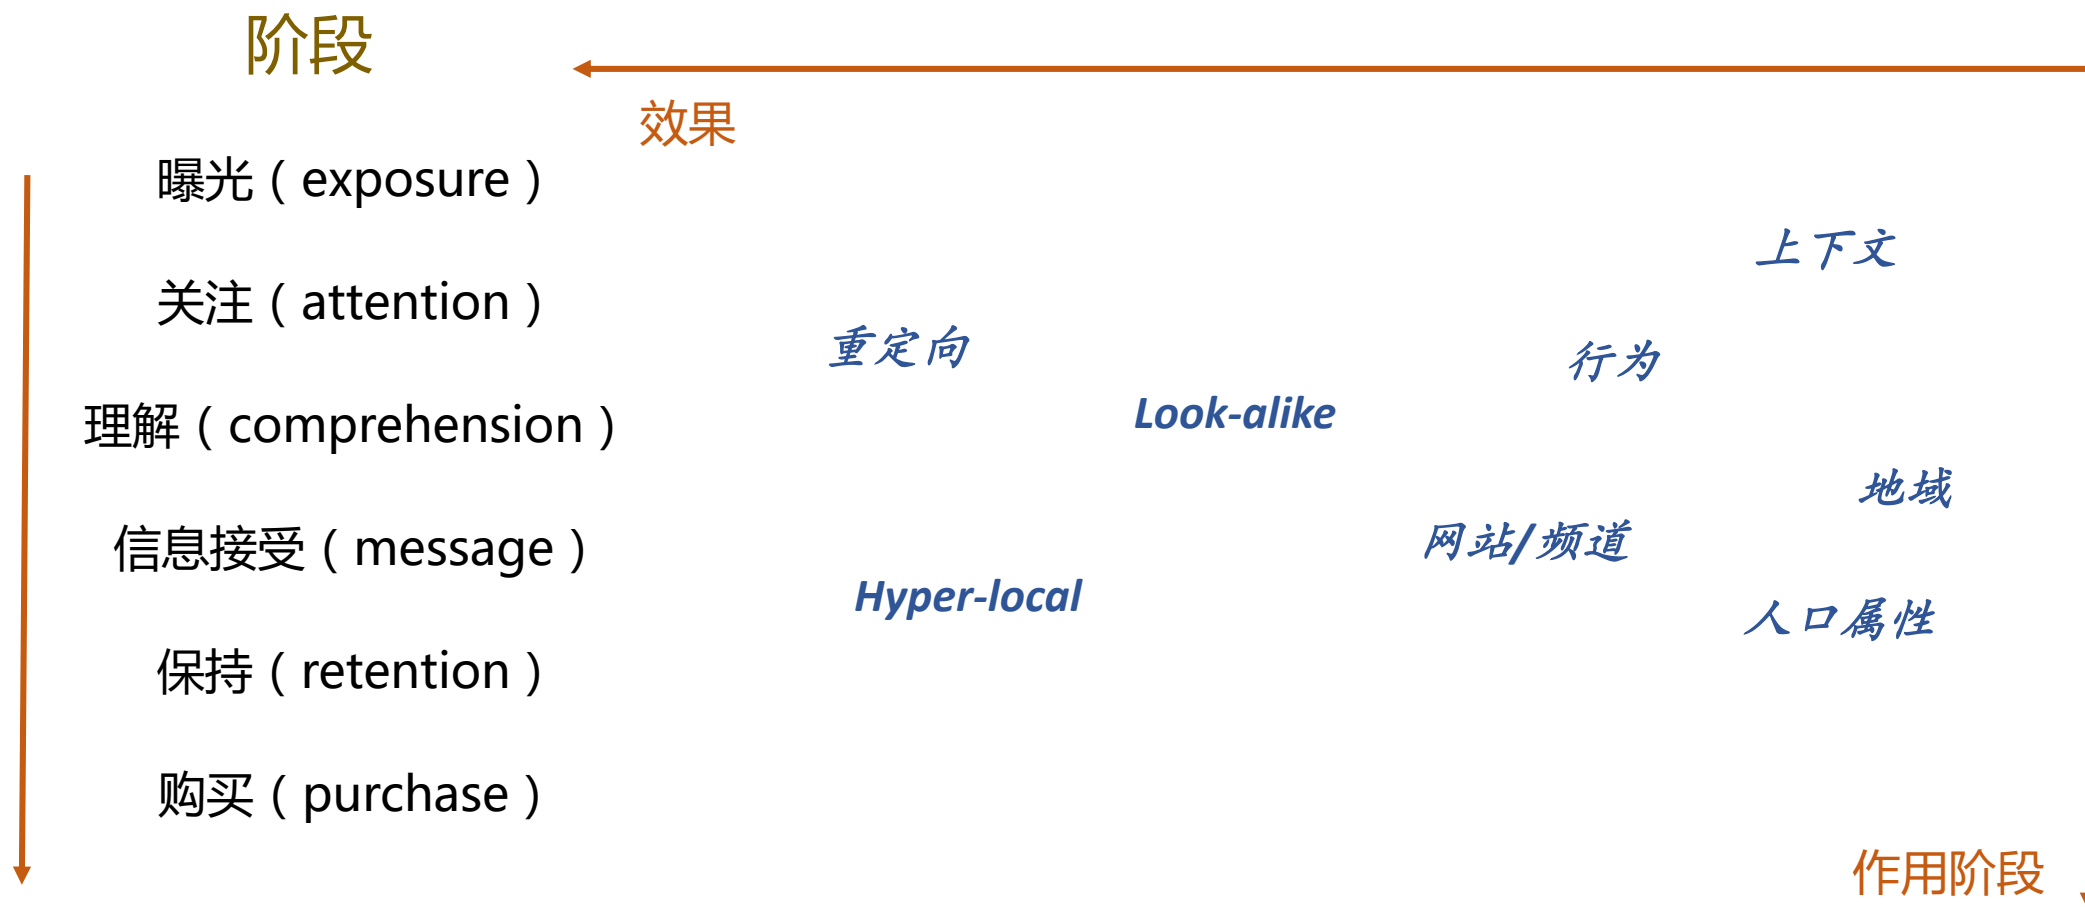 阶段
效果
曝光（exposure）
上下文
关注（attention）
重定向
行为
Look-alike
理解（comprehension）
地域
网站/频道
信息接受（message）
Hyper-local
人口属性
保持（retention）
购买（purchase）
作用阶段